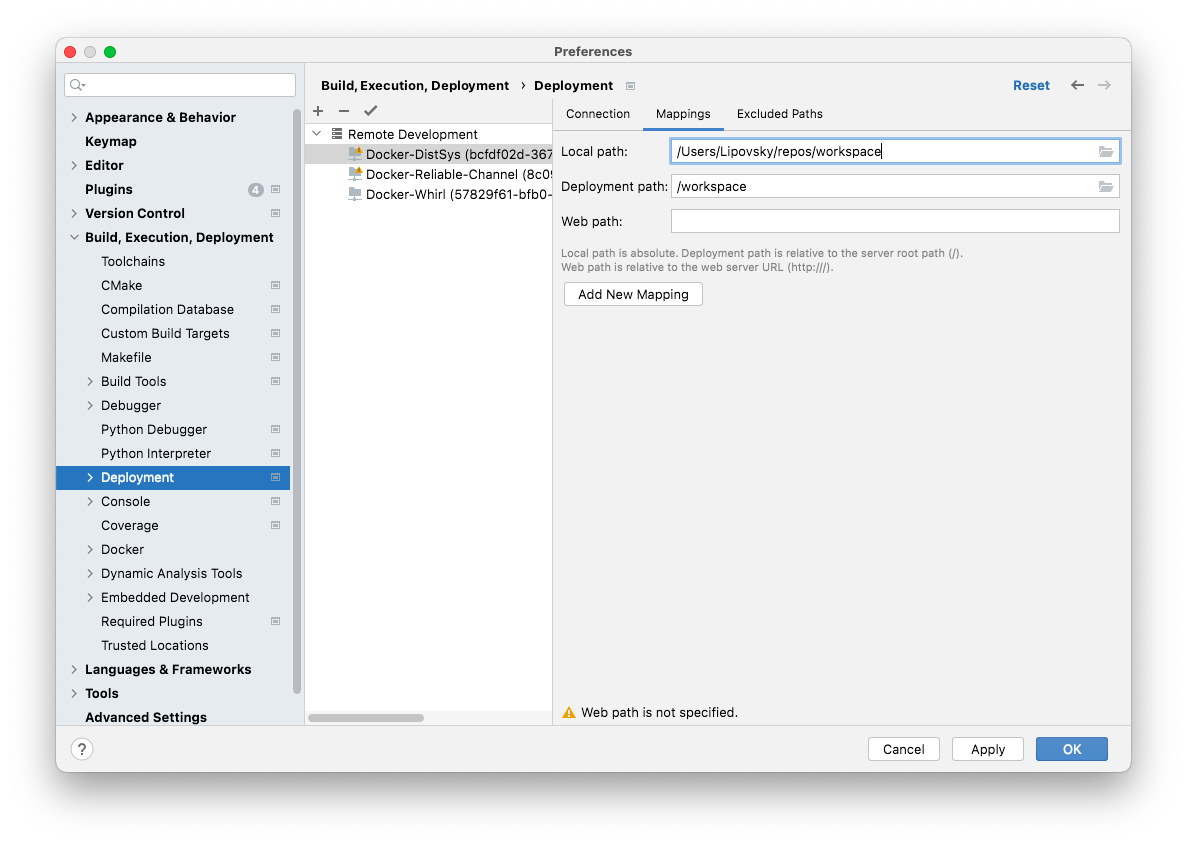 Preferences
Build, Execution, Deployment › Deployment
Reset
Appearance & Behavior
Keymap
Editor
Plugins 4
Version Control
Build, Execution, Deployment
Toolchains
CMake
Compilation Database
Custom Build Targets
Makefile
Build Tools
Debugger
Python Debugger
Python Interpreter
Deployment
Console
Coverage
Docker
Dynamic Analysis Tools
Embedded Development
Required Plugins
Trusted Locations
Languages & Frameworks
Tools
Advanced Settings
Remote Development
Docker-DistSys (bcfdf02d-367
Docker-Reliable-Channel (8c09
Docker-Whirl (57829f61-bfb0-
Connection Mappings Excluded Paths
Local path: /Users/Lipovsky/repos/workspace
Deployment path: /workspace
Web path:
Local path is absolute. Deployment path is relative to the server root path (/).
Web path is relative to the web server URL (http:///).
Add New Mapping
Web path is not specified.
? Cancel Apply OK